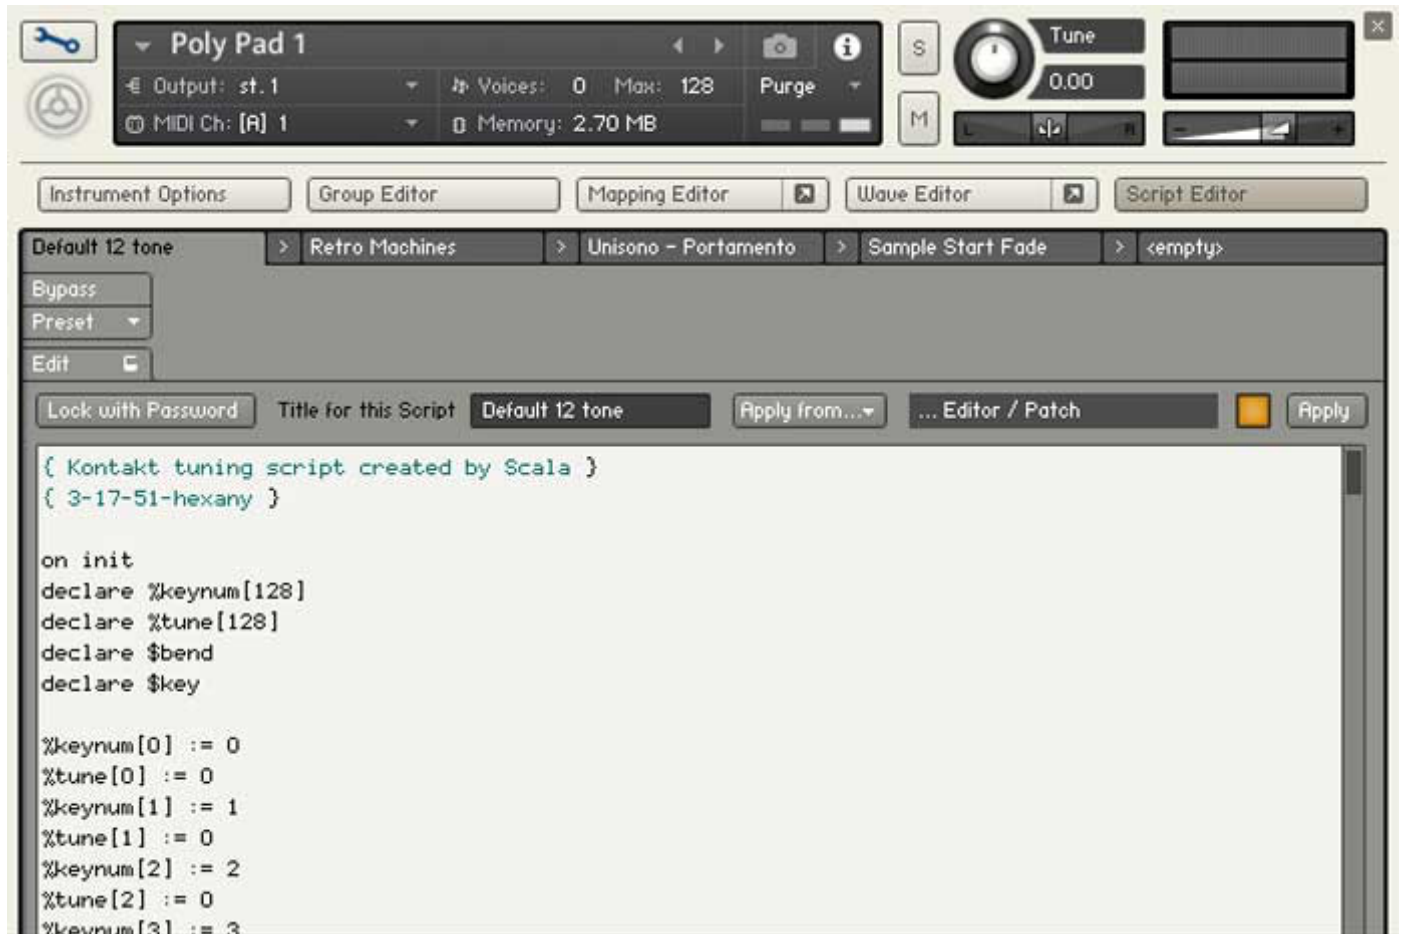 Poly Pad 1
S
Tune
Output: st. 1
Voices: 0 Max: 128
Purge
0.00
MIDI Ch: [A] 1
Memory: 2.70 MB
M
L
R
-
+
Instrument Options
Group Editor
Mapping Editor
Wave Editor
Script Editor
Default 12 tone > Retro Machines > Unisono - Portamento > Sample Start Fade > <empty>
Bypass
Preset
Edit
Lock with Password
Title for this Script
Default 12 tone
Apply from...
... Editor / Patch
Apply
{ Kontakt tuning script created by Scala }
{ 3-17-51-hexany }
on init
declare %keynum[128]
declare %tune[128]
declare $bend
declare $key
%keynum[0] := 0
%tune[0] := 0
%keynum[1] := 1
%tune[1] := 0
%keynum[2] := 2
%tune[2] := 0
%keynum[3] := 3